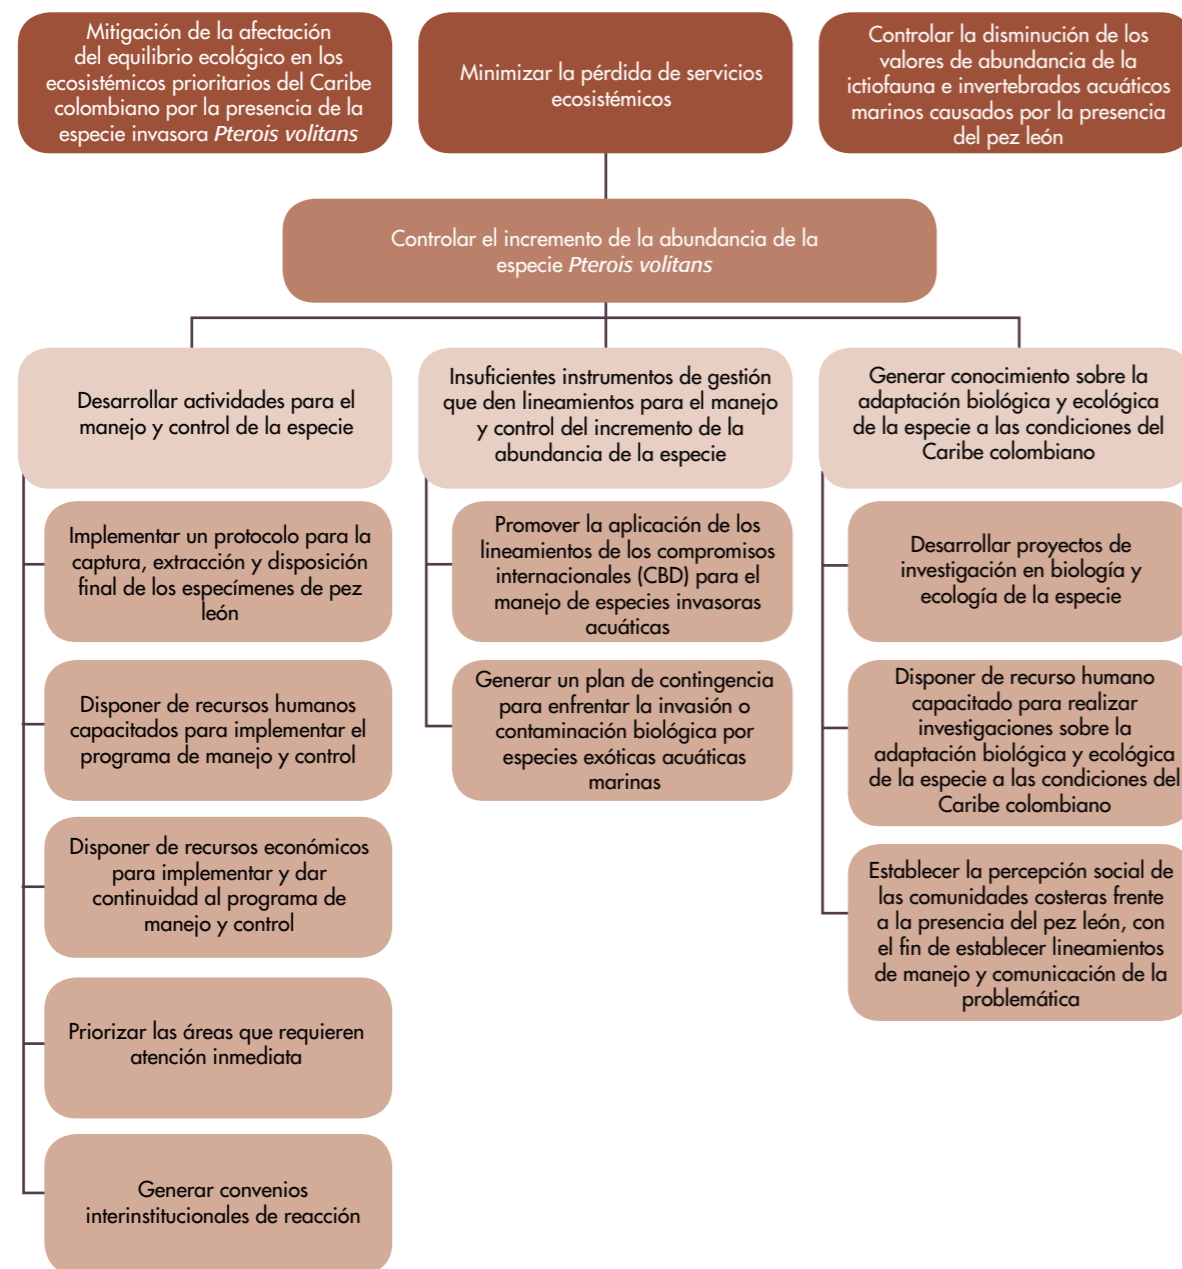 Mitigación de la afectación
del equilibrio ecológico en los
ecosistémicos prioritarios del Caribe
colombiano por la presencia de la
especie invasora Pterois volitans
Minimizar la pérdida de servicios
ecosistémicos
Controlar la disminución de los
valores de abundancia de la
ictiofauna e invertebrados acuáticos
marinos causados por la presencia
del pez león
Controlar el incremento de la abundancia de la
especie Pterois volitans
Desarrollar actividades para el
manejo y control de la especie
Implementar un protocolo para la
captura, extracción y disposición
final de los especímenes de pez
león
Disponer de recursos humanos
capacitados para implementar el
programa de manejo y control
Disponer de recursos económicos
para implementar y dar
continuidad al programa de
manejo y control
Priorizar las áreas que requieren
atención inmediata
Generar convenios
interinstitucionales de reacción
Insuficientes instrumentos de gestión
que den lineamientos para el manejo
y control del incremento de la
abundancia de la especie
Promover la aplicación de los
lineamientos de los compromisos
internacionales (CBD) para el
manejo de especies invasoras
acuáticas
Generar un plan de contingencia
para enfrentar la invasión o
contaminación biológica por
especies exóticas acuáticas
marinas
Generar conocimiento sobre la
adaptación biológica y ecológica
de la especie a las condiciones del
Caribe colombiano
Desarrollar proyectos de
investigación en biología y
ecología de la especie
Disponer de recurso humano
capacitado para realizar
investigaciones sobre la
adaptación biológica y ecológica
de la especie a las condiciones del
Caribe colombiano
Establecer la percepción social de
las comunidades costeras frente
a la presencia del pez león, con
el fin de establecer lineamientos
de manejo y comunicación de la
problemática